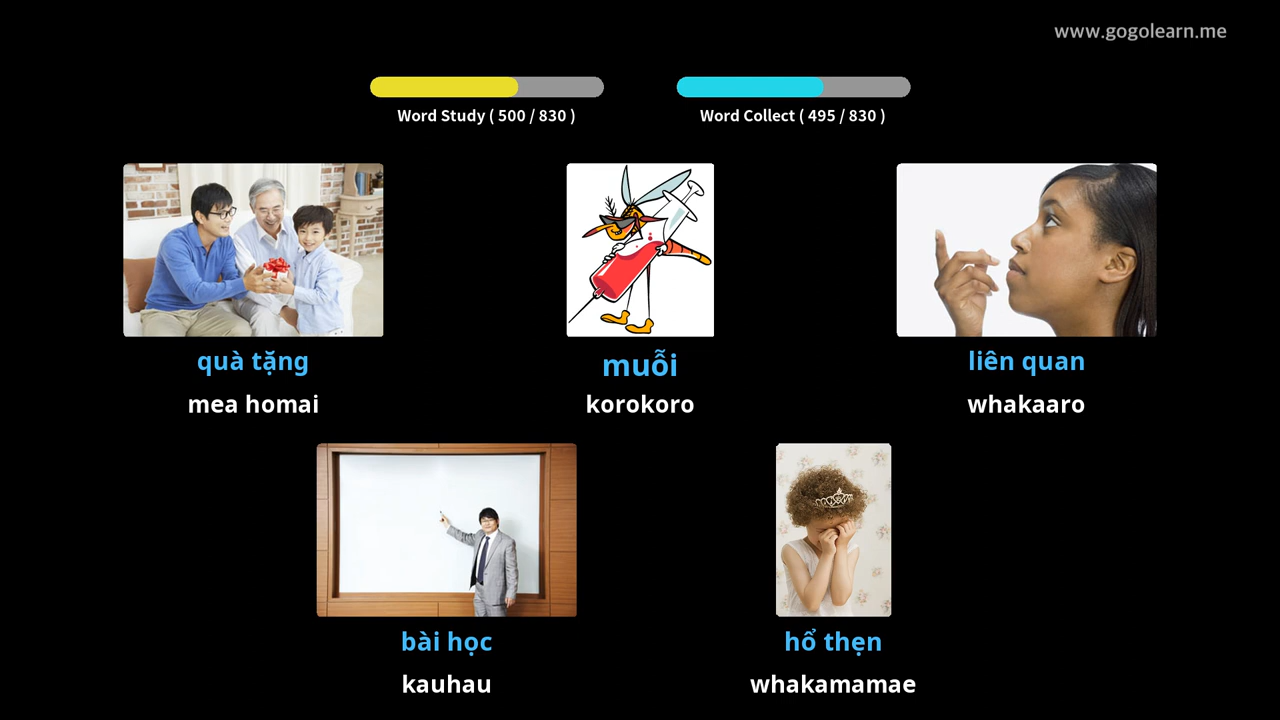 www.gogolearn.me
Word Study ( 500 / 830 )
Word Collect ( 495 / 830 )
quà tặng
mea homai
muỗi
korokoro
liên quan
whakaaro
bài học
kauhau
hổ thẹn
whakamamae